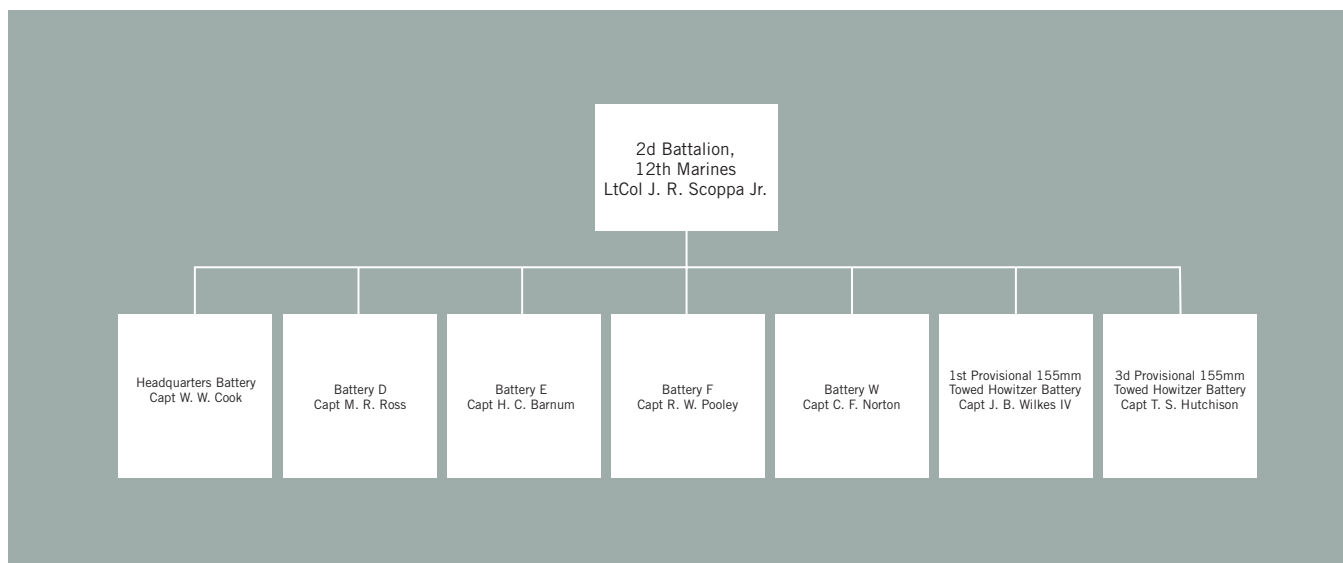 2d Battalion,
12th Marines
LtCol J. R. Scoppa Jr.
Headquarters Battery
Capt W. W. Cook
Battery D
Capt M. R. Ross
Battery E
Capt H. C. Barnum
Battery F
Capt R. W. Pooley
Battery W
Capt C. F. Norton
1st Provisional 155mm
Towed Howitzer Battery
Capt J. B. Wilkes IV
3d Provisional 155mm
Towed Howitzer Battery
Capt T. S. Hutchison